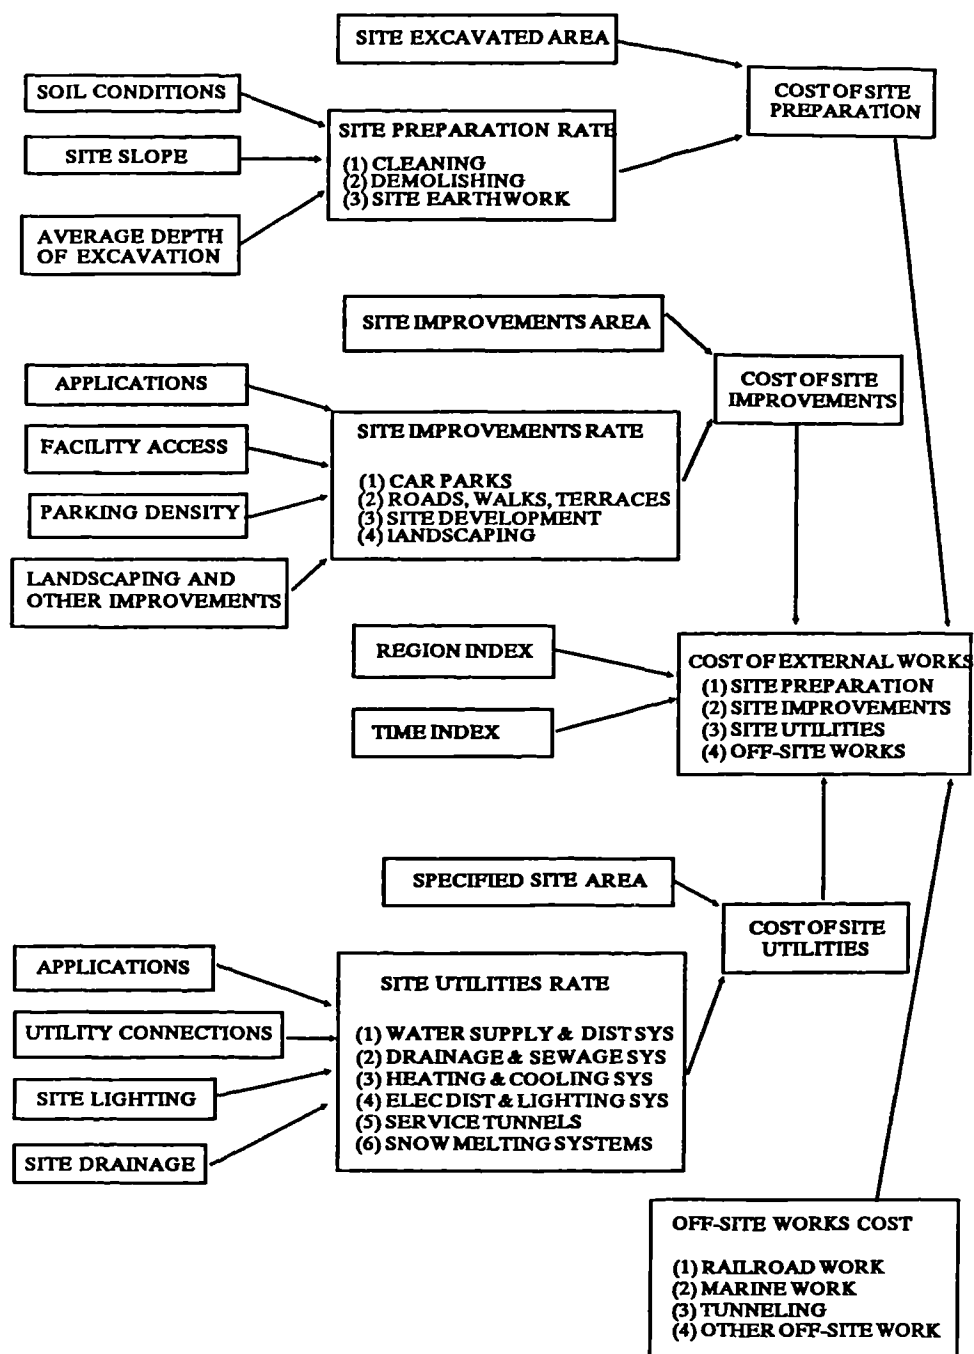 SITE EXCAVATED AREA
COST OF SITE
PREPARATION
SOIL CONDITIONS
SITE SLOPE
AVERAGE DEPTH
OF EXCAVATION
SITE PREPARATION RATE
(1) CLEANING
(2) DEMOLISHING
(3) SITE EARTHWORK
SITE IMPROVEMENTS AREA
COST OF SITE
IMPROVEMENTS
APPLICATIONS
FACILITY ACCESS
PARKING DENSITY
LANDSCAPING AND
OTHER IMPROVEMENTS
SITE IMPROVEMENTS RATE
(1) CAR PARKS
(2) ROADS, WALKS, TERRACES
(3) SITE DEVELOPMENT
(4) LANDSCAPING
REGION INDEX
TIME INDEX
COST OF EXTERNAL WORKS
(1) SITE PREPARATION
(2) SITE IMPROVEMENTS
(3) SITE UTILITIES
(4) OFF-SITE WORKS
SPECIFIED SITE AREA
COST OF SITE
UTILITIES
APPLICATIONS
UTILITY CONNECTIONS
SITE LIGHTING
SITE DRAINAGE
SITE UTILITIES RATE
(1) WATER SUPPLY & DIST SYS
(2) DRAINAGE & SEWAGE SYS
(3) HEATING & COOLING SYS
(4) ELEC DIST & LIGHTING SYS
(5) SERVICE TUNNELS
(6) SNOW MELTING SYSTEMS
OFF-SITE WORKS COST
(1) RAILROAD WORK
(2) MARINE WORK
(3) TUNNELING
(4) OTHER OFF-SITE WORK